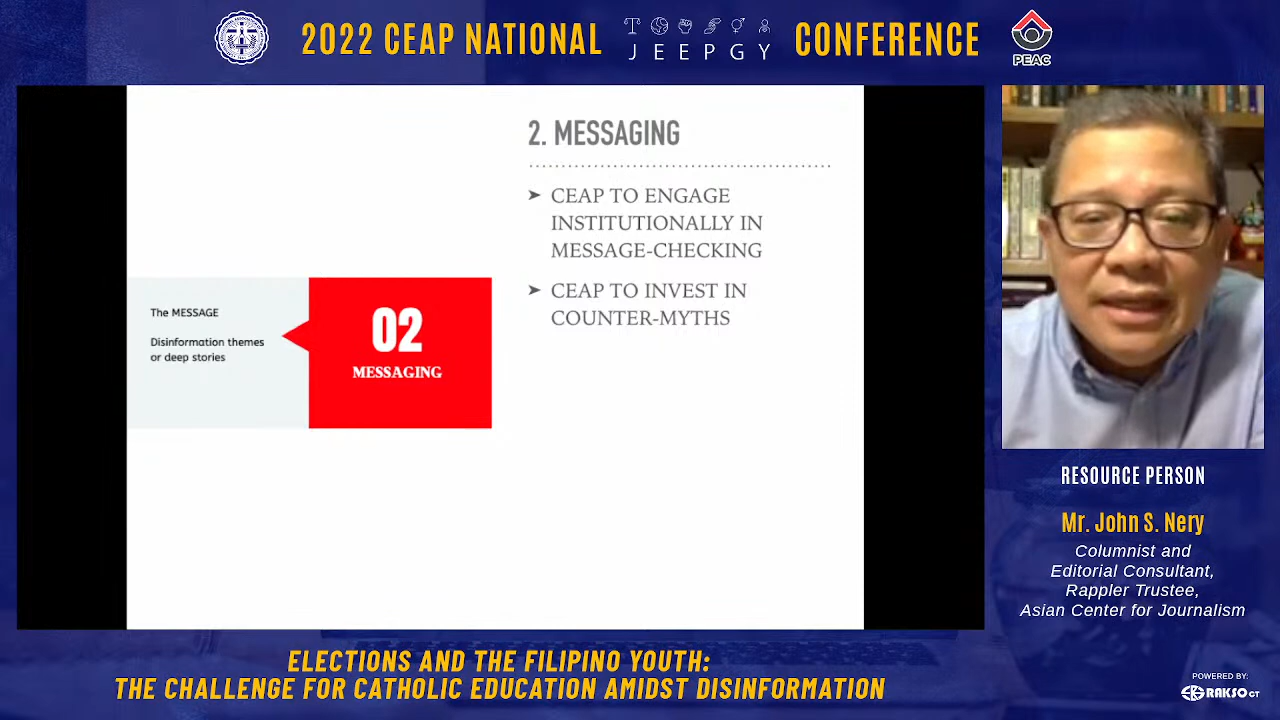 2022 CEAP NATIONAL
JEEPGY
CONFERENCE
PEAC
2. MESSAGING
➤ CEAP TO ENGAGE
INSTITUTIONALLY IN
MESSAGE-CHECKING
➤ CEAP TO INVEST IN
COUNTER-MYTHS
The MESSAGE
Disinformation themes
or deep stories
02
MESSAGING
RESOURCE PERSON
Mr. John S. Nery
Columnist and
Editorial Consultant,
Rappler Trustee,
Asian Center for Journalism
ELECTIONS AND THE FILIPINO YOUTH:
THE CHALLENGE FOR CATHOLIC EDUCATION AMIDST DISINFORMATION
POWERED BY:
RAKSO CT